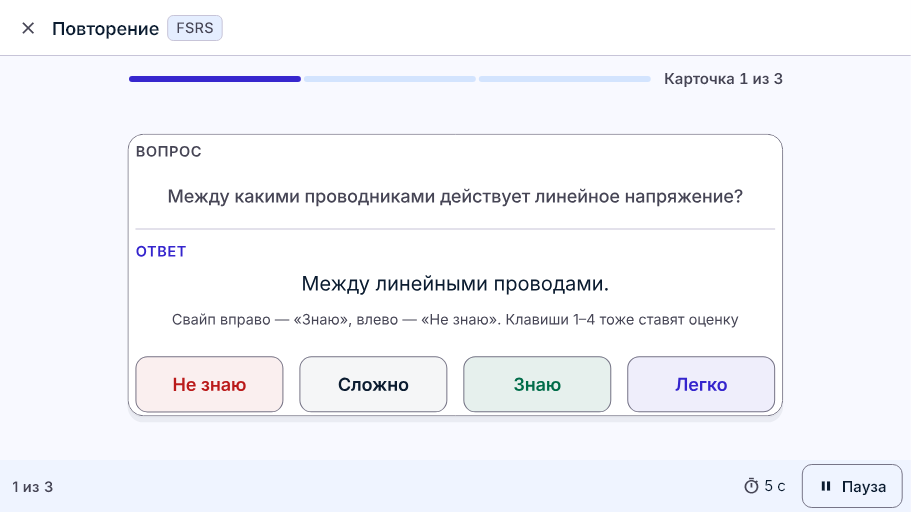 Повторение FSRS
Карточка 1 из 3
ВОПРОС
Между какими проводниками действует линейное напряжение?
ОТВЕТ
Между линейными проводами.
Свайп вправо — «Знаю», влево — «Не знаю». Клавиши 1–4 тоже ставят оценку
Не знаю
Сложно
Знаю
Легко
1 из 3
5 с
Пауза